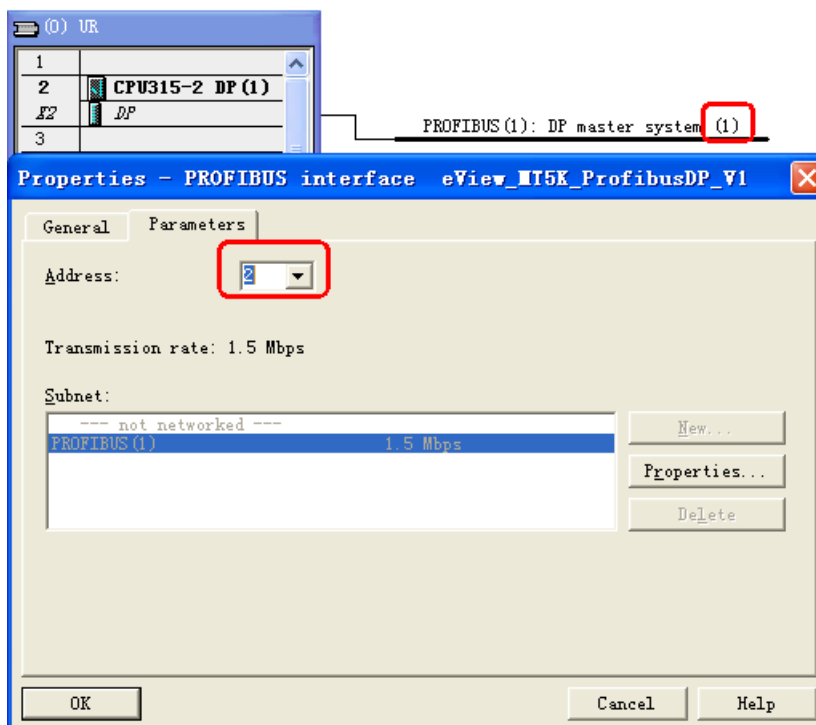 (0) UR
1
2 CPU315-2 DP(1)
X2 DP
3
PROFIBUS(1): DP master system (1)
Properties - PROFIBUS interface eView_MT5K_ProfibusDP_V1
General Parameters
Address: 2
Transmission rate: 1.5 Mbps
Subnet:
--- not networked ---
PROFIBUS(1) 1.5 Mbps
New...
Properties...
Delete
OK Cancel Help